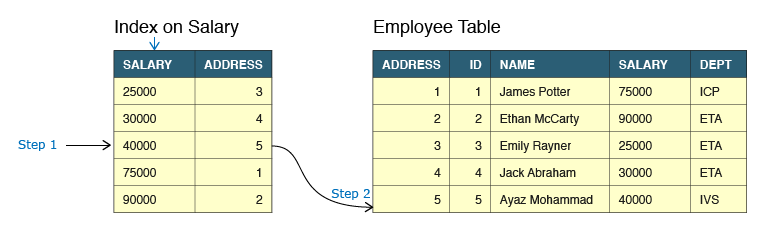 Index on Salary
Employee Table
SALARY ADDRESS
25000 3
30000 4
40000 5
75000 1
90000 2
ADDRESS ID NAME SALARY DEPT
1 1 James Potter 75000 ICP
2 2 Ethan McCarty 90000 ETA
3 3 Emily Rayner 25000 ETA
4 4 Jack Abraham 30000 ETA
5 5 Ayaz Mohammad 40000 IVS
Step 1
Step 2